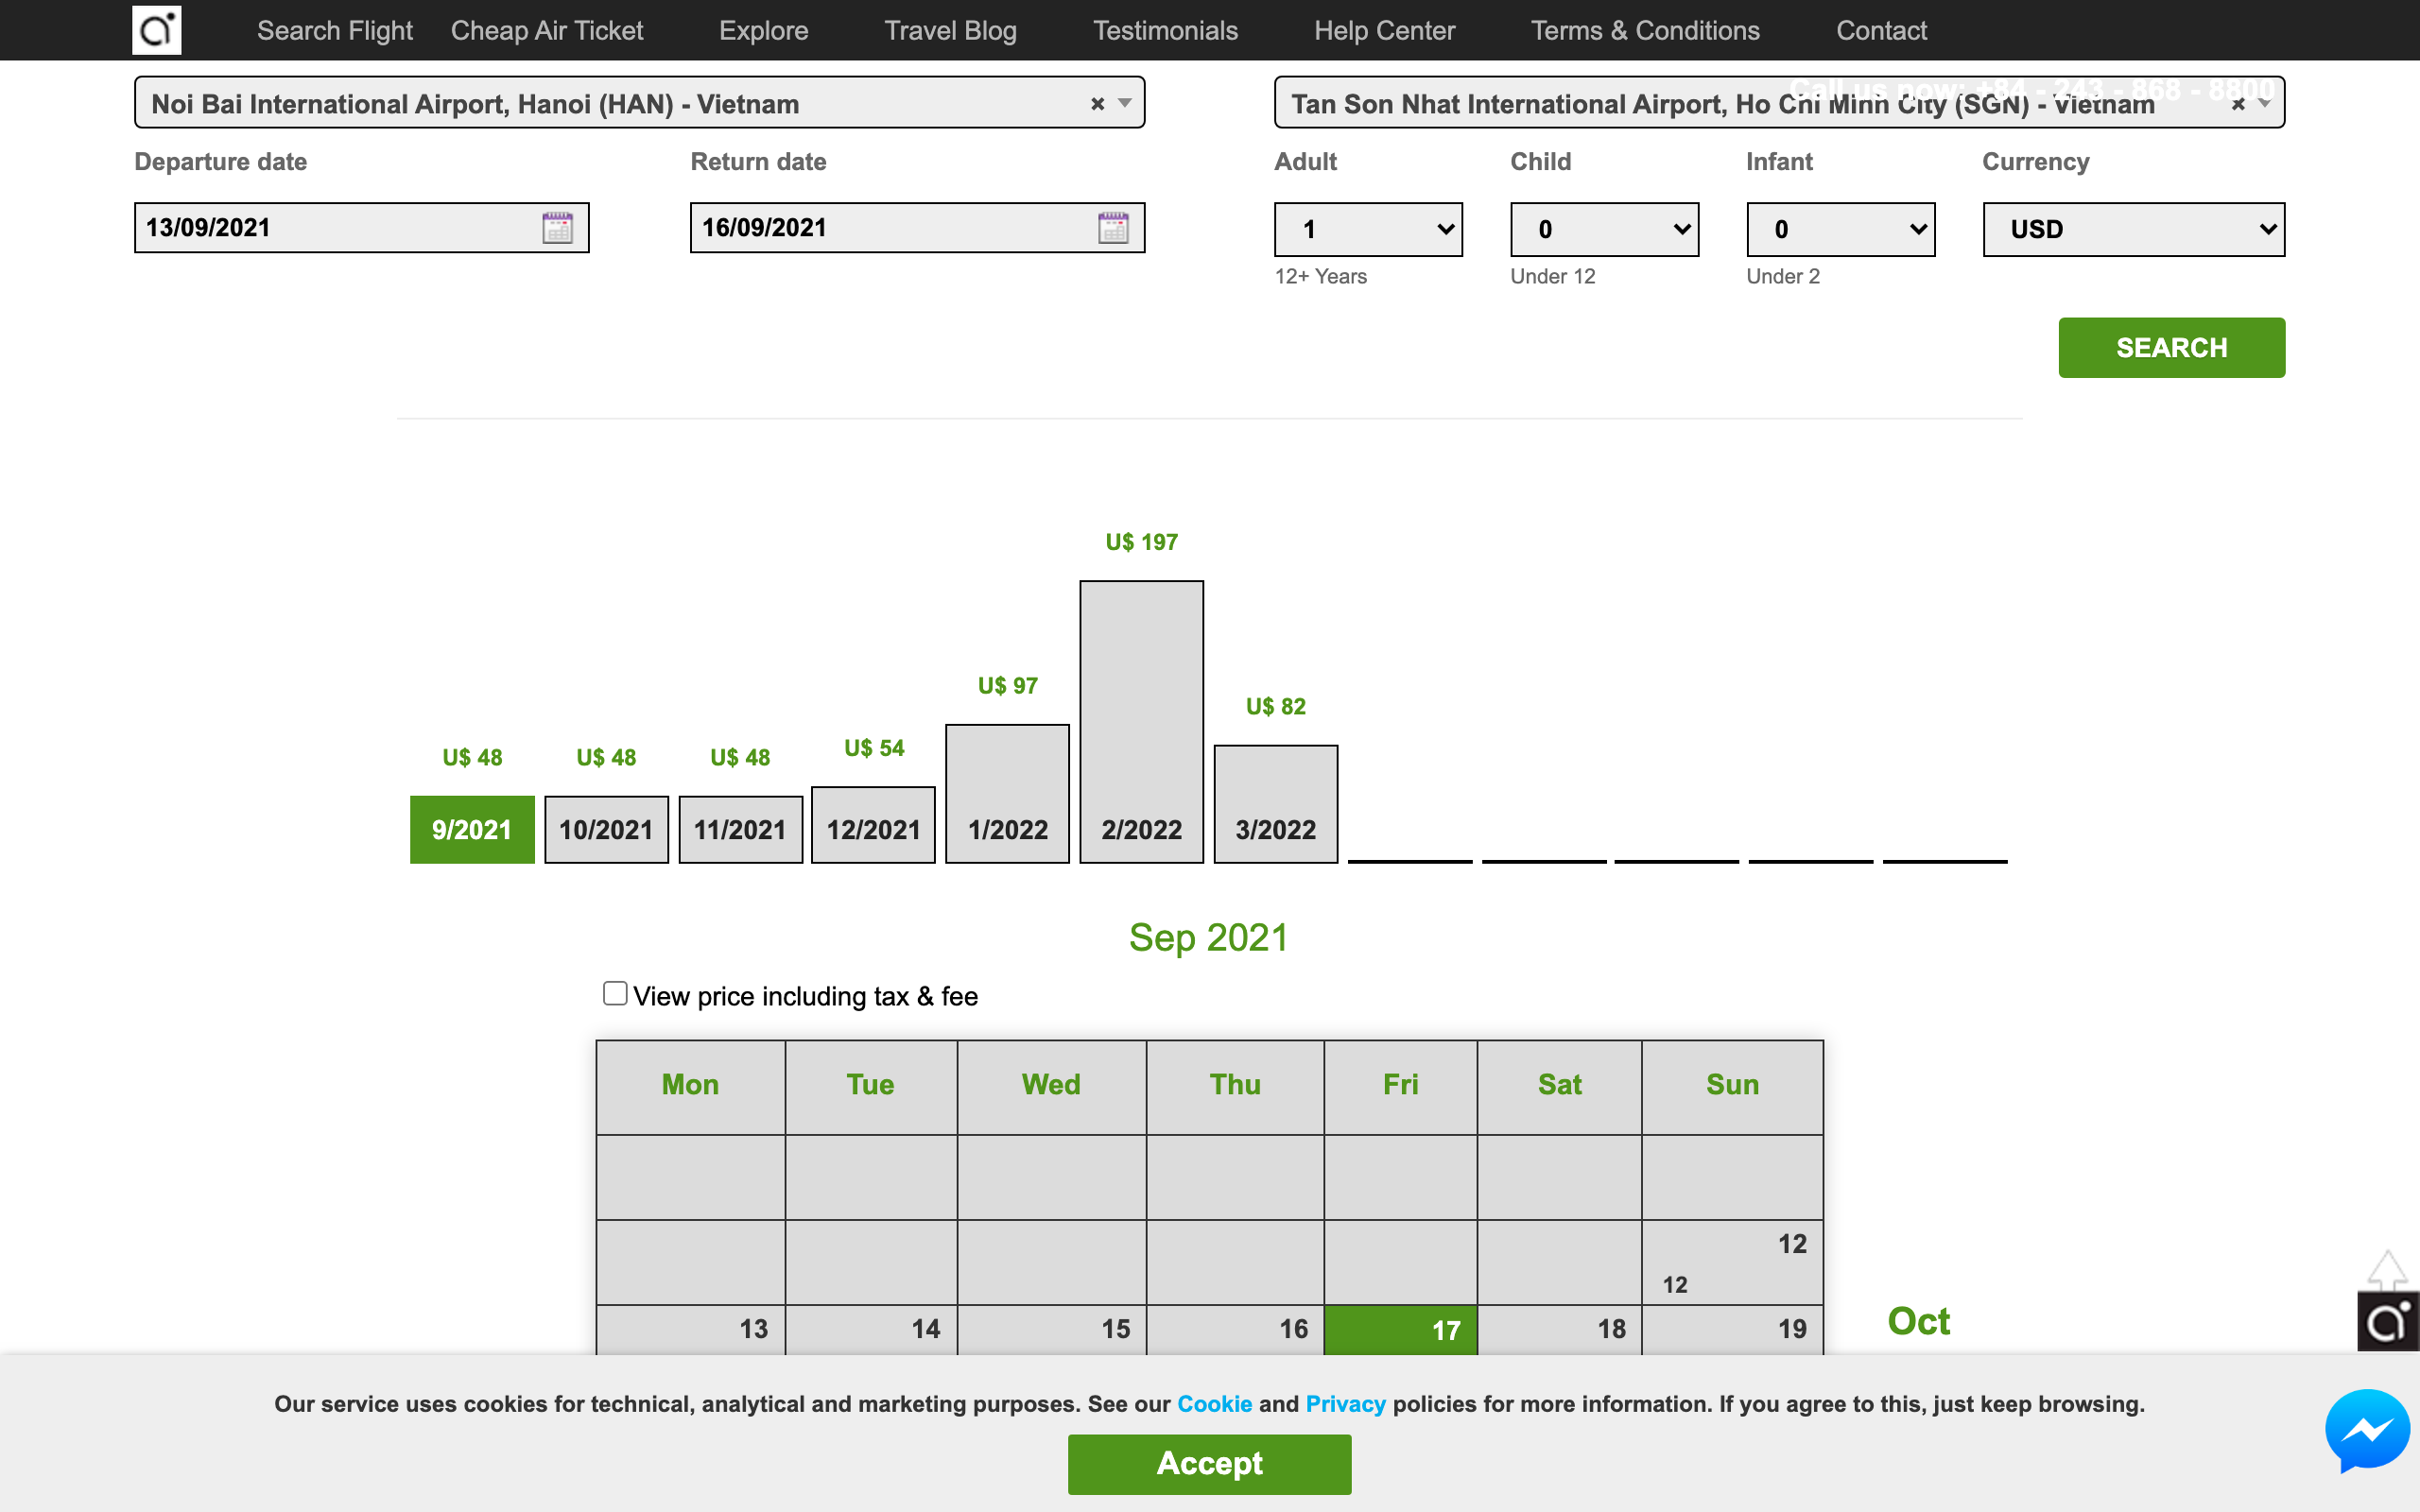 Search Flight Cheap Air Ticket Explore Travel Blog Testimonials Help Center Terms & Conditions Contact
Call us now: +84 - 243 - 868 - 8800
Noi Bai International Airport, Hanoi (HAN) - Vietnam
Tan Son Nhat International Airport, Ho Chi Minh City (SGN) - Vietnam
Departure date Return date Adult Child Infant Currency
13/09/2021 16/09/2021 1 0 0 USD
12+ Years Under 12 Under 2
SEARCH
U$ 197
U$ 97
U$ 82
U$ 48 U$ 48 U$ 48 U$ 54
9/2021 10/2021 11/2021 12/2021 1/2022 2/2022 3/2022
Sep 2021
View price including tax & fee
Mon Tue Wed Thu Fri Sat Sun
12
12
13 14 15 16 17 18 19
Oct
Our service uses cookies for technical, analytical and marketing purposes. See our Cookie and Privacy policies for more information. If you agree to this, just keep browsing.
Accept